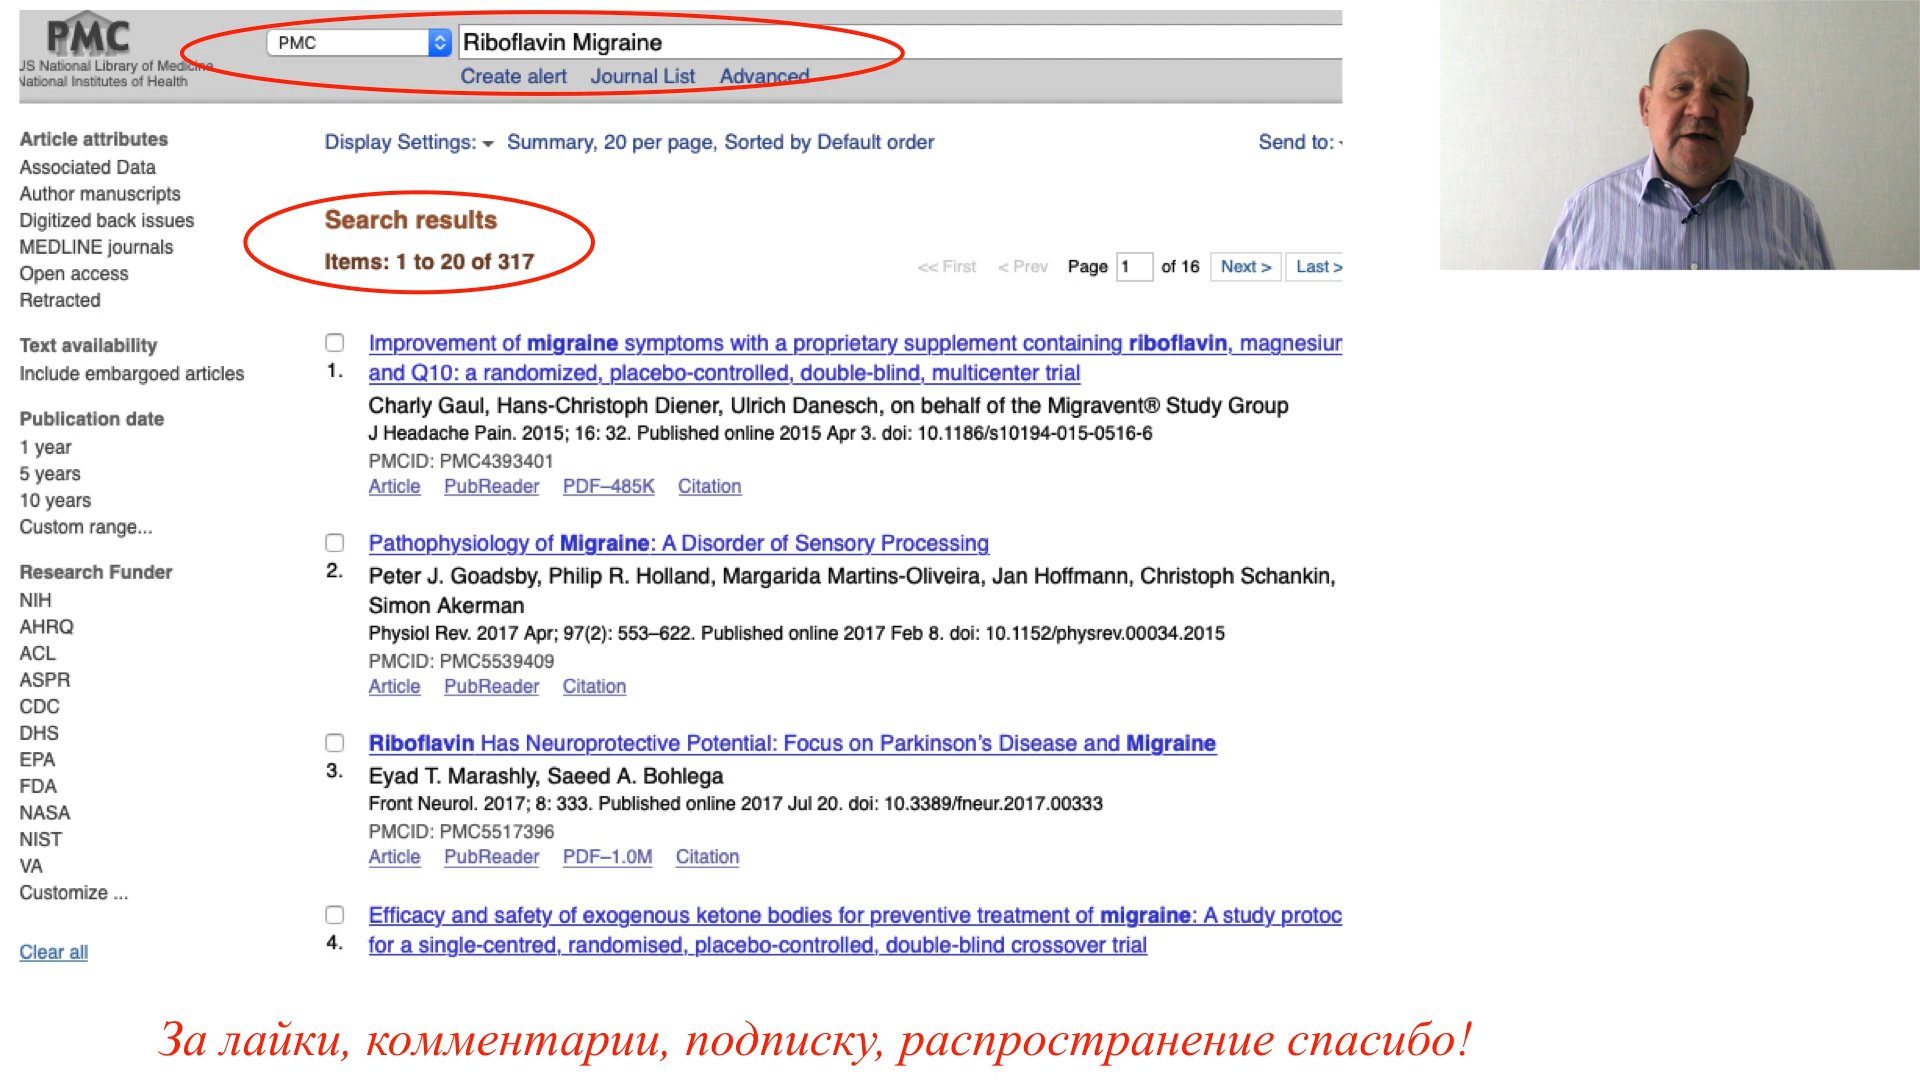 PMC
US National Library of Medicine
National Institutes of Health
PMC
Riboflavin Migraine
Create alert Journal List Advanced
Article attributes
Associated Data
Author manuscripts
Digitized back issues
MEDLINE journals
Open access
Retracted
Text availability
Include embargoed articles
Publication date
1 year
5 years
10 years
Custom range...
Research Funder
NIH
AHRQ
ACL
ASPR
CDC
DHS
EPA
FDA
NASA
NIST
VA
Customize ...
Clear all
Display Settings: Summary, 20 per page, Sorted by Default order
Send to:
Search results
Items: 1 to 20 of 317
<< First < Prev Page 1 of 16 Next > Last >
Improvement of migraine symptoms with a proprietary supplement containing riboflavin, magnesium
1. and Q10: a randomized, placebo-controlled, double-blind, multicenter trial
Charly Gaul, Hans-Christoph Diener, Ulrich Danesch, on behalf of the Migravent® Study Group
J Headache Pain. 2015; 16: 32. Published online 2015 Apr 3. doi: 10.1186/s10194-015-0516-6
PMCID: PMC4393401
Article PubReader PDF–485K Citation
Pathophysiology of Migraine: A Disorder of Sensory Processing
2. Peter J. Goadsby, Philip R. Holland, Margarida Martins-Oliveira, Jan Hoffmann, Christoph Schankin,
Simon Akerman
Physiol Rev. 2017 Apr; 97(2): 553–622. Published online 2017 Feb 8. doi: 10.1152/physrev.00034.2015
PMCID: PMC5539409
Article PubReader Citation
Riboflavin Has Neuroprotective Potential: Focus on Parkinson's Disease and Migraine
3. Eyad T. Marashly, Saeed A. Bohlega
Front Neurol. 2017; 8: 333. Published online 2017 Jul 20. doi: 10.3389/fneur.2017.00333
PMCID: PMC5517396
Article PubReader PDF–1.0M Citation
Efficacy and safety of exogenous ketone bodies for preventive treatment of migraine: A study protoc
4. for a single-centred, randomised, placebo-controlled, double-blind crossover trial
За лайки, комментарии, подписку, распространение спасибо!